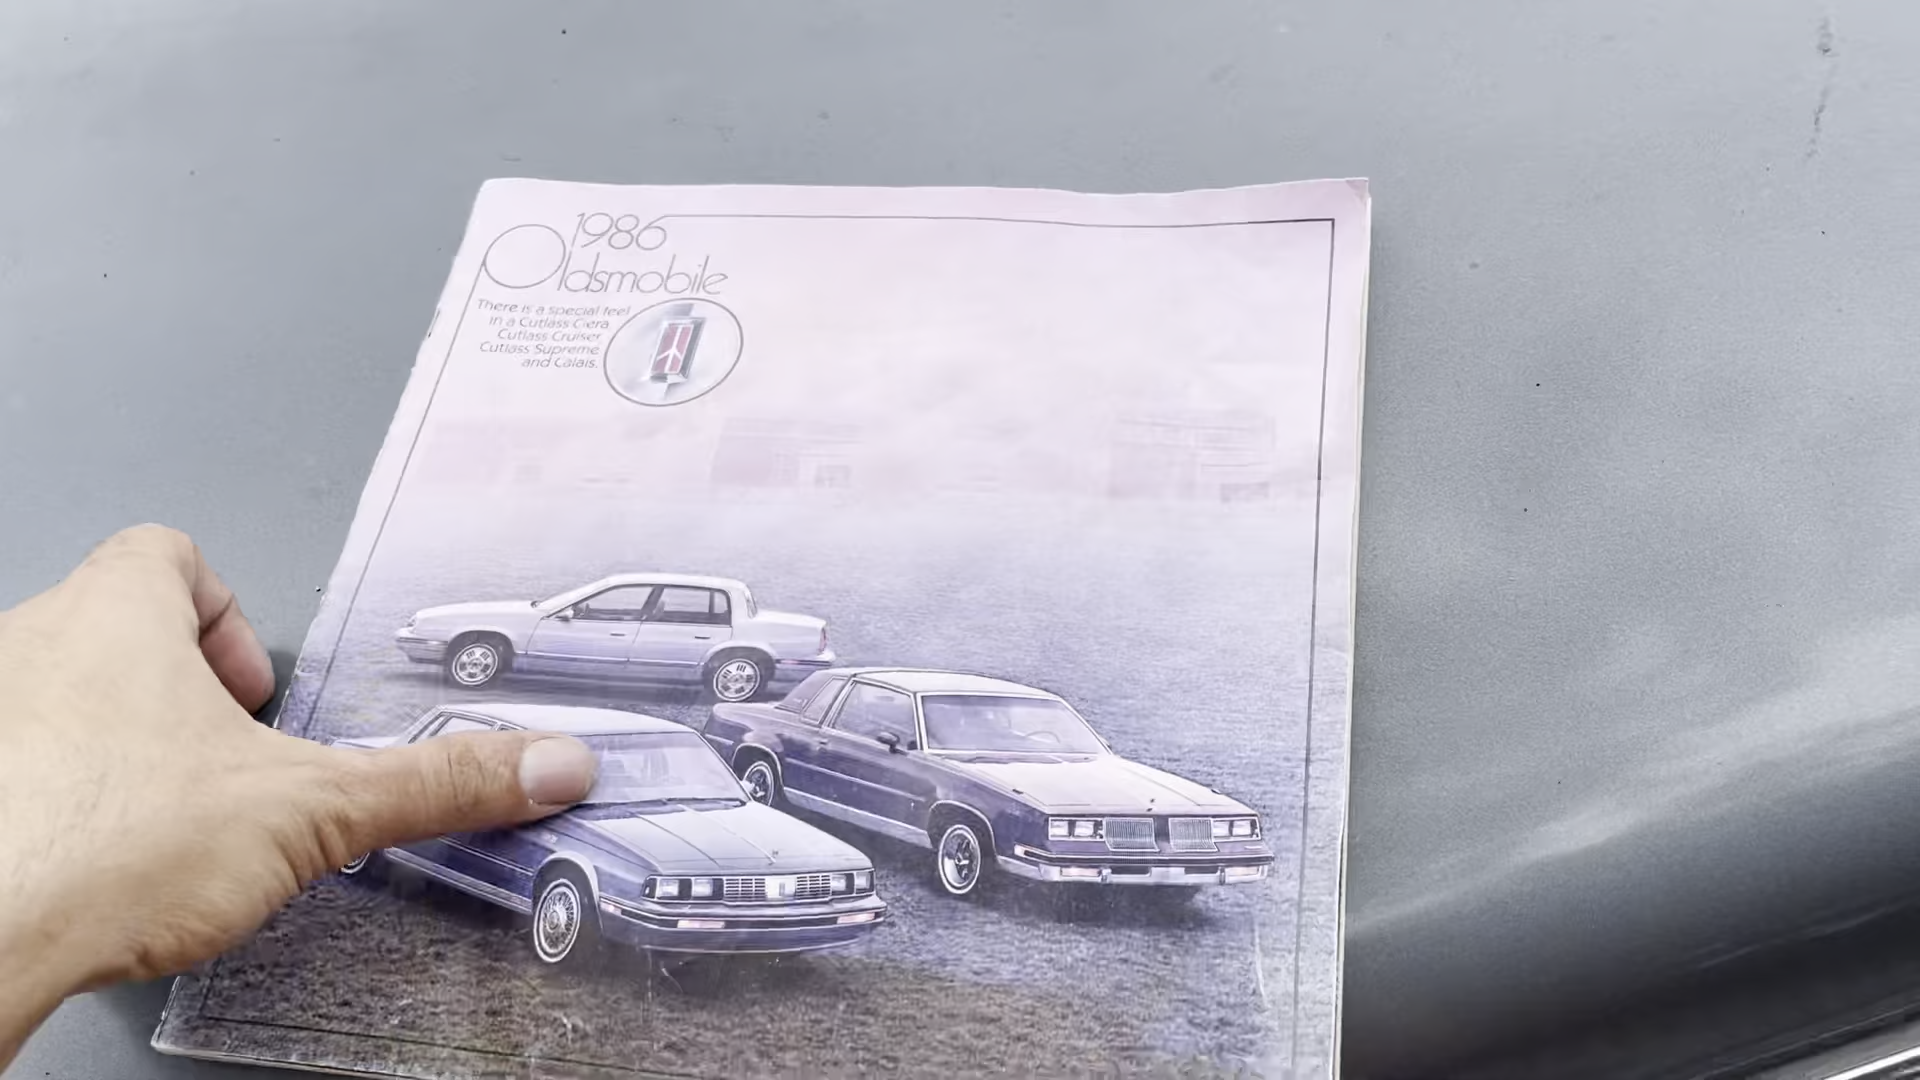 1986
Oldsmobile
There is a special feel
in a Cutlass Ciera
Cutlass Cruiser
Cutlass Supreme
and Calais.